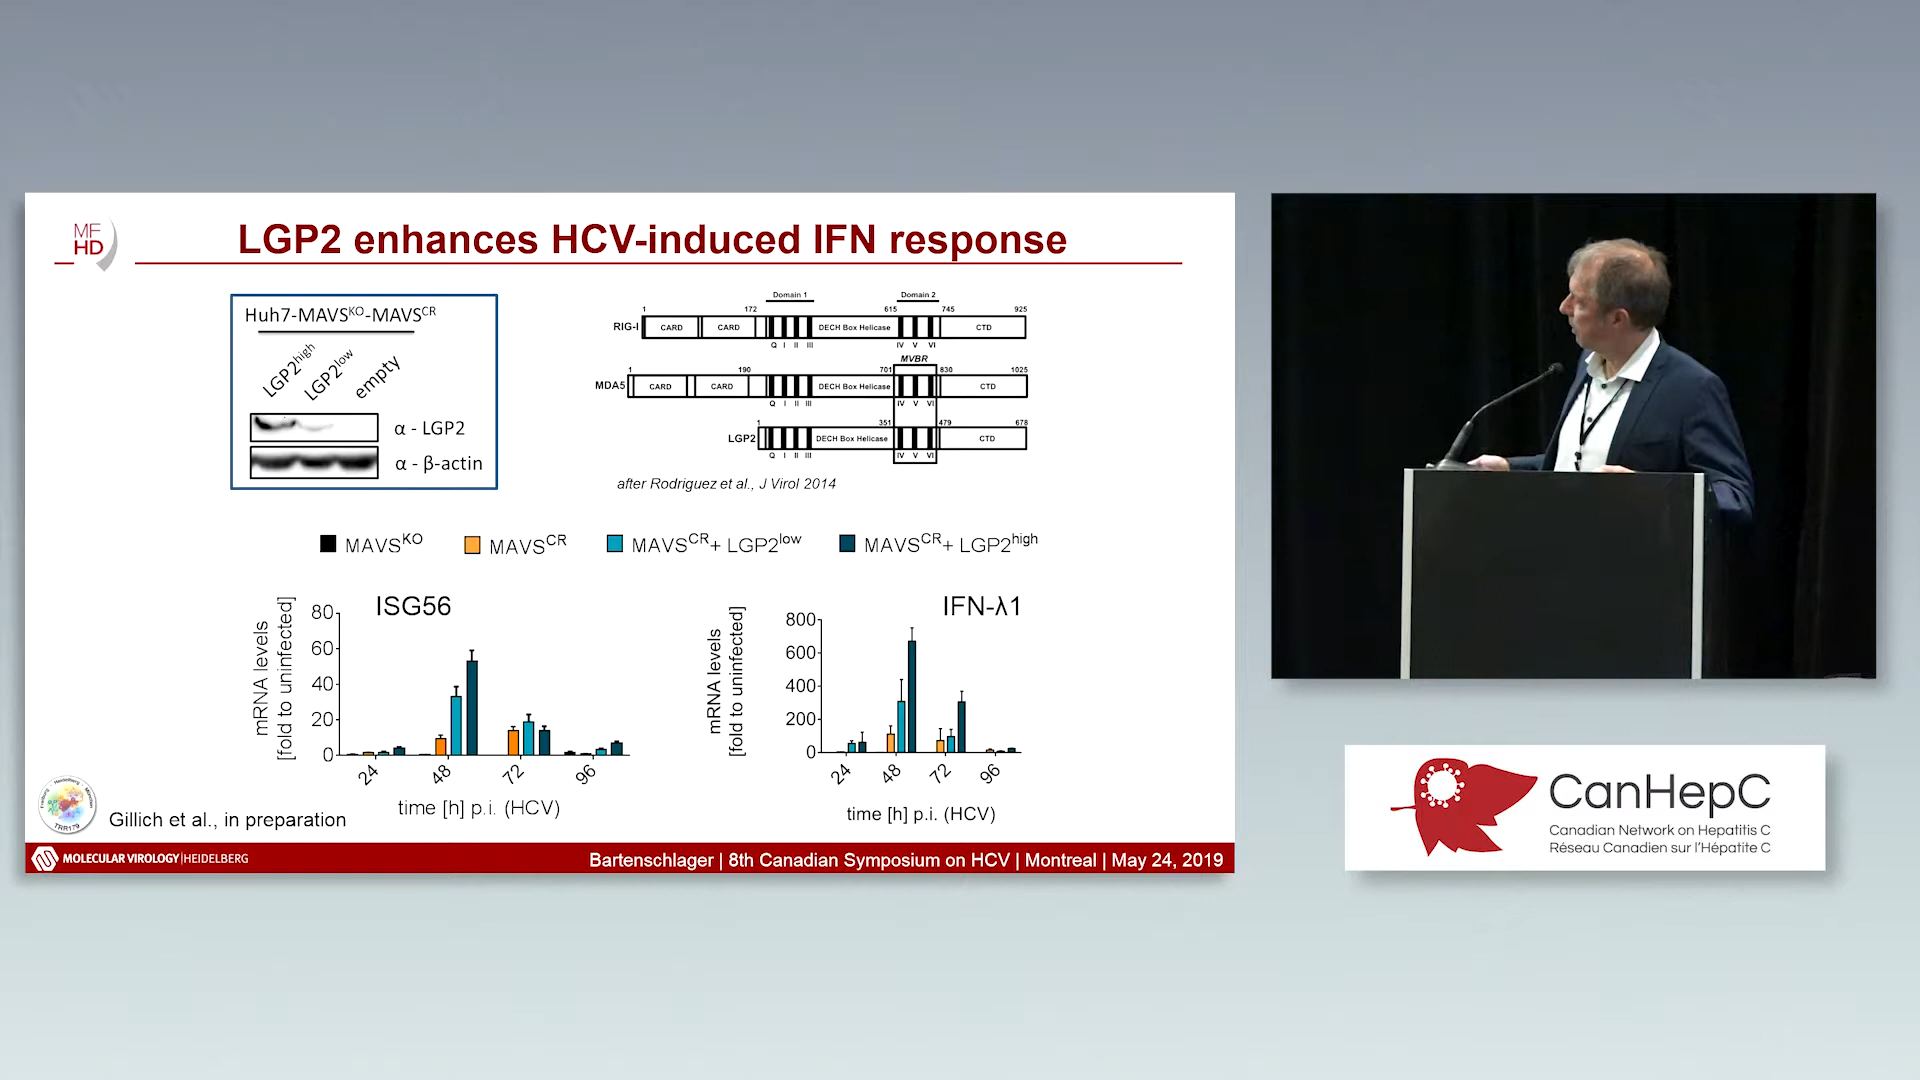 MF
HD
LGP2 enhances HCV-induced IFN response
Huh7-MAVSKO-MAVSCR
LGP2high
LGP2low
empty
α - LGP2
α - β-actin
Domain 1
Domain 2
1 172 615 745 925
RIG-I CARD CARD DECH Box Helicase CTD
Q I II III IV V VI
MVBR
1 190 701 830 1025
MDA5 CARD CARD DECH Box Helicase CTD
Q I II III IV V VI
1 351 479 678
LGP2 DECH Box Helicase CTD
Q I II III IV V VI
after Rodriguez et al., J Virol 2014
MAVSKO MAVSCR MAVSCR+ LGP2low MAVSCR+ LGP2high
ISG56
mRNA levels
[fold to uninfected]
80
60
40
20
0
24 48 72 96
time [h] p.i. (HCV)
IFN-λ1
mRNA levels
[fold to uninfected]
800
600
400
200
0
24 48 72 96
time [h] p.i. (HCV)
TRR179
Gillich et al., in preparation
MOLECULAR VIROLOGY|HEIDELBERG
Bartenschlager | 8th Canadian Symposium on HCV | Montreal | May 24, 2019
CanHepC
Canadian Network on Hepatitis C
Réseau Canadien sur l'Hépatite C